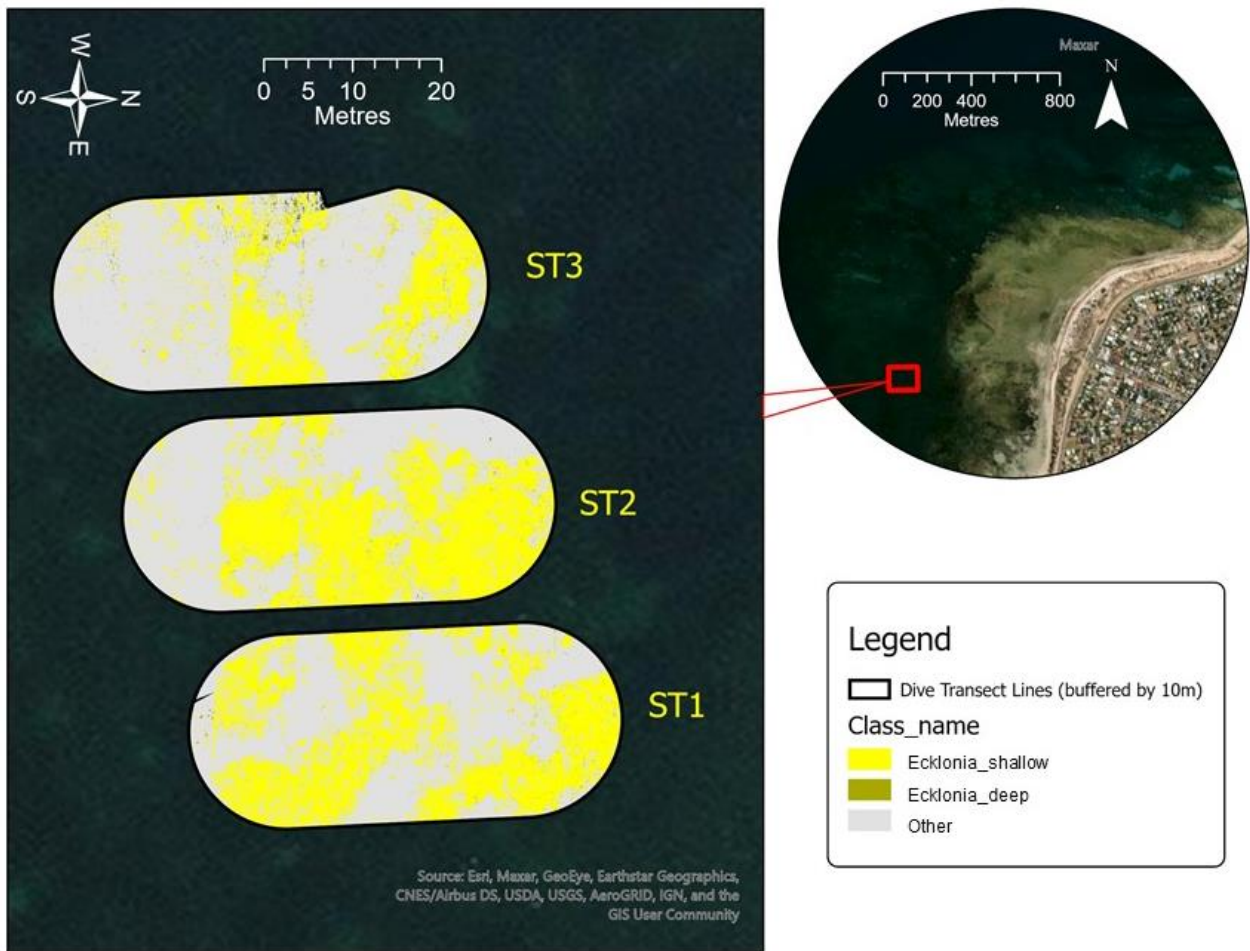 W
S N
E
0 5 10 20
Metres
ST3
ST2
ST1
Source: Esri, Maxar, GeoEye, Earthstar Geographics,
CNES/Airbus DS, USDA, USGS, AeroGRID, IGN, and the
GIS User Community
Maxar
N
0 200 400 800
Metres
Legend
Dive Transect Lines (buffered by 10m)
Class_name
Ecklonia_shallow
Ecklonia_deep
Other